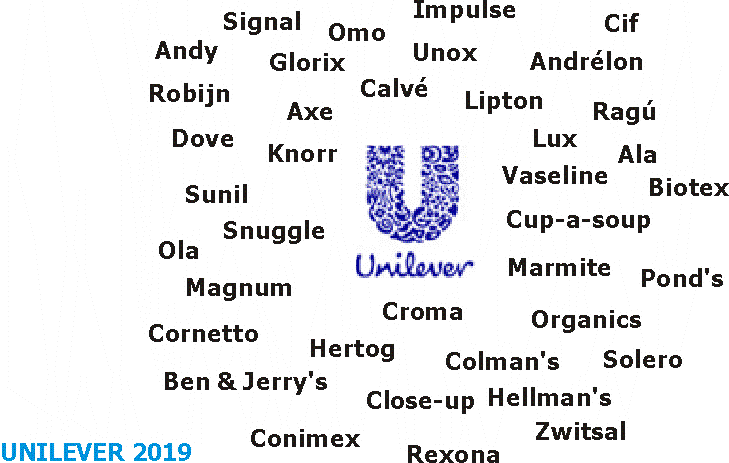 Impulse
Signal
Omo
Cif
Andy
Glorix
Unox
Andrélon
Robijn
Calvé
Lipton
Axe
Ragú
Dove
Knorr
Lux
Ala
Vaseline
Biotex
Sunil
Cup-a-soup
Snuggle
Ola
Unilever
Marmite
Pond's
Magnum
Croma
Organics
Cornetto
Hertog
Colman's
Solero
Ben & Jerry's
Close-up
Hellman's
Conimex
Zwitsal
Rexona
UNILEVER 2019